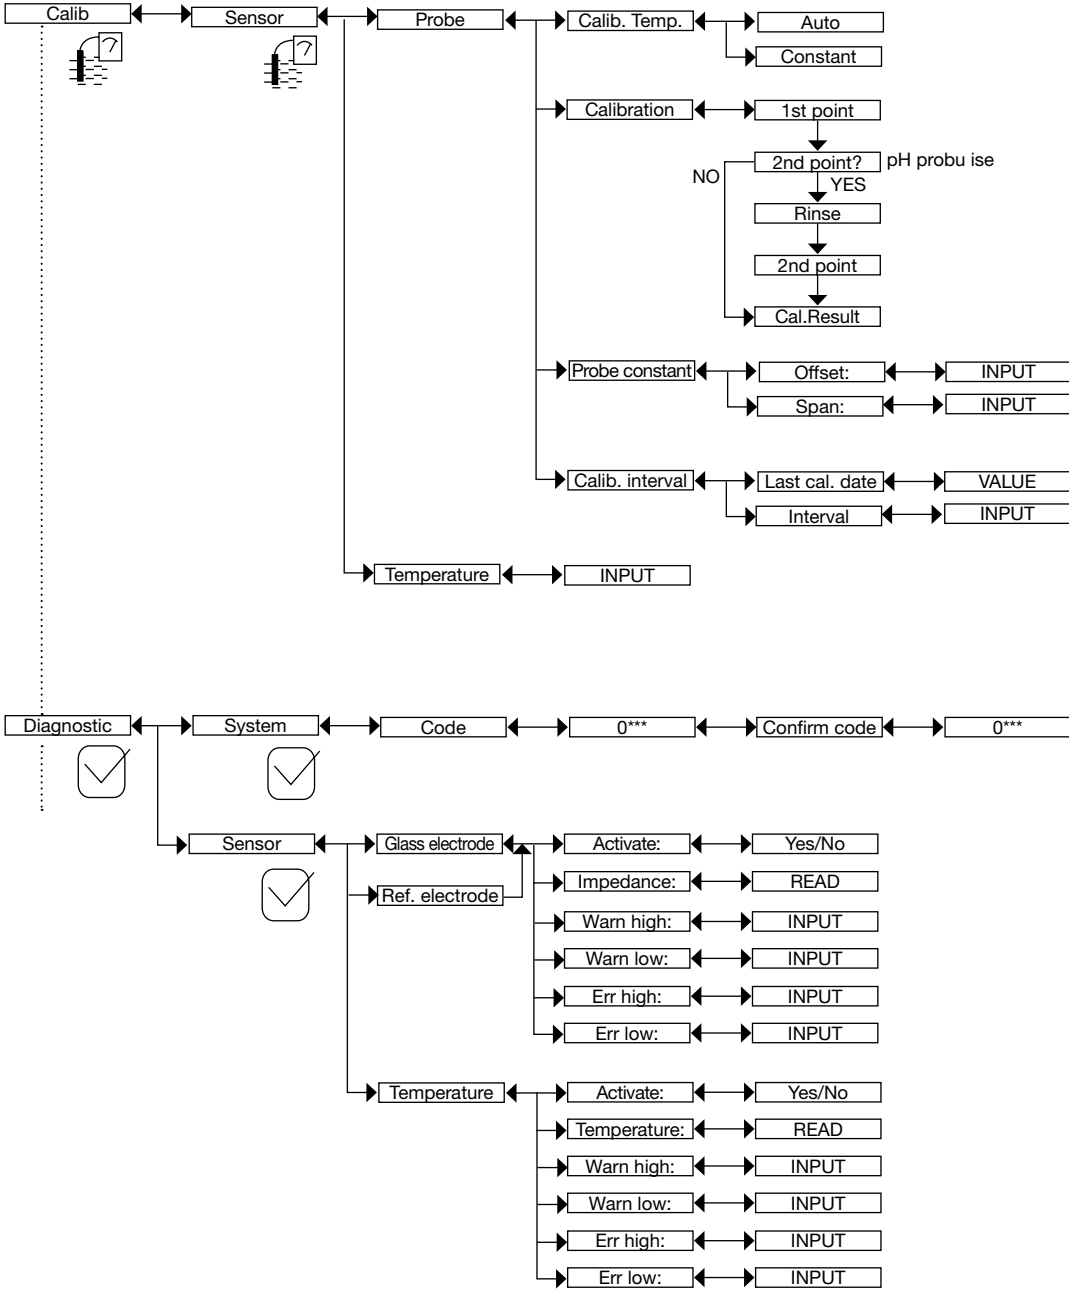 Calib
Sensor
Probe
Calib. Temp.
Auto
Constant
Calibration
1st point
2nd point?
pH probu ise
NO
YES
Rinse
2nd point
Cal.Result
Probe constant
Offset:
INPUT
Span:
INPUT
Calib. interval
Last cal. date
VALUE
Interval
INPUT
Temperature
INPUT
Diagnostic
System
Code
0***
Confirm code
0***
Sensor
Glass electrode
Activate:
Yes/No
Ref. electrode
Impedance:
READ
Warn high:
INPUT
Warn low:
INPUT
Err high:
INPUT
Err low:
INPUT
Temperature
Activate:
Yes/No
Temperature:
READ
Warn high:
INPUT
Warn low:
INPUT
Err high:
INPUT
Err low:
INPUT